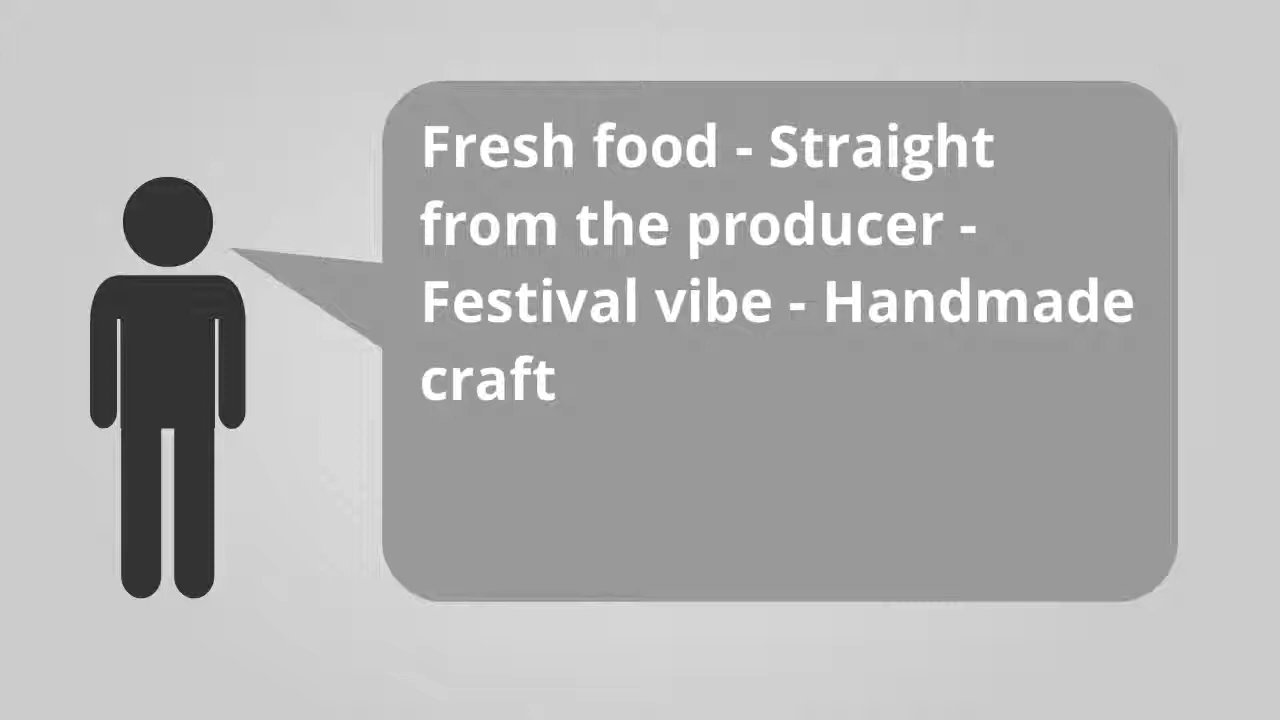 Fresh food - Straight
from the producer -
Festival vibe - Handmade
craft